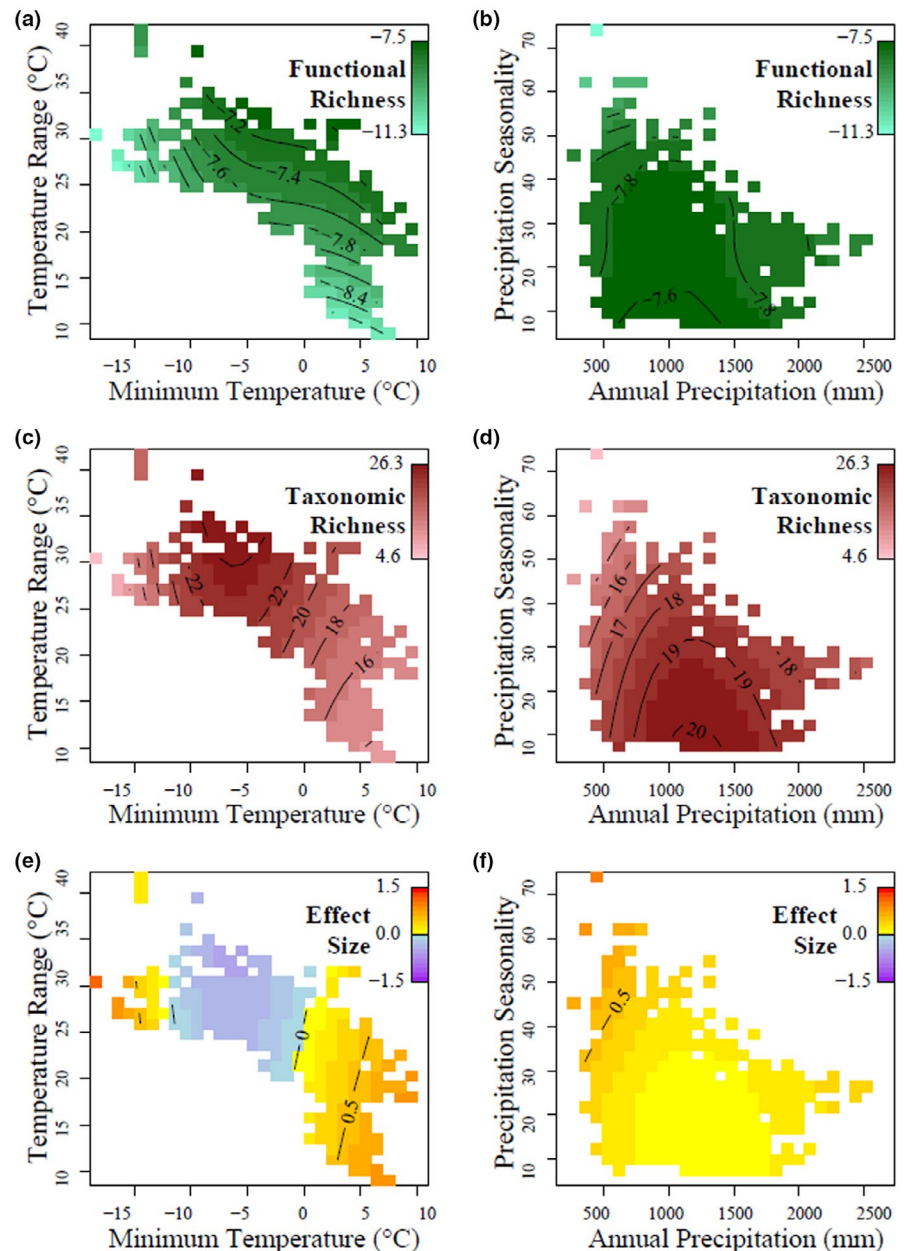 (a)
Temperature Range (°C)
10 15 20 25 30 35 40
−7.5
Functional
Richness
−11.3
−7.2
−7.4
−7.6
−7.8
−8.4
−15 −10 −5 0 5 10
Minimum Temperature (°C)
(b)
Precipitation Seasonality
10 20 30 40 50 60 70
−7.5
Functional
Richness
−11.3
−7.8
−7.6
−7.8
500 1000 1500 2000 2500
Annual Precipitation (mm)
(c)
Temperature Range (°C)
10 15 20 25 30 35 40
26.3
Taxonomic
Richness
4.6
22
22
20
18
16
−15 −10 −5 0 5 10
Minimum Temperature (°C)
(d)
Precipitation Seasonality
10 20 30 40 50 60 70
26.3
Taxonomic
Richness
4.6
16
17
18
19
19
18
20
500 1000 1500 2000 2500
Annual Precipitation (mm)
(e)
Temperature Range (°C)
10 15 20 25 30 35 40
1.5
Effect
0.0
Size
−1.5
0
0.5
−15 −10 −5 0 5 10
Minimum Temperature (°C)
(f)
Precipitation Seasonality
10 20 30 40 50 60 70
1.5
Effect
0.0
Size
−1.5
0.5
500 1000 1500 2000 2500
Annual Precipitation (mm)